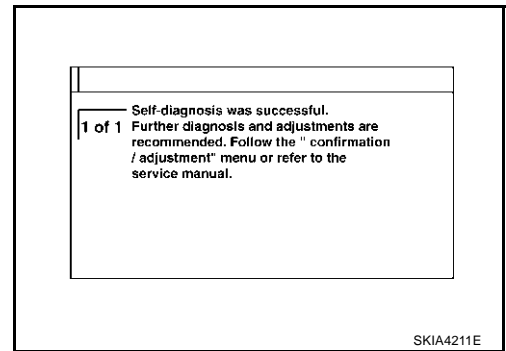 Self-diagnosis was successful.
1 of 1 Further diagnosis and adjustments are
recommended. Follow the " confirmation
/ adjustment" menu or refer to the
service manual.
SKIA4211E